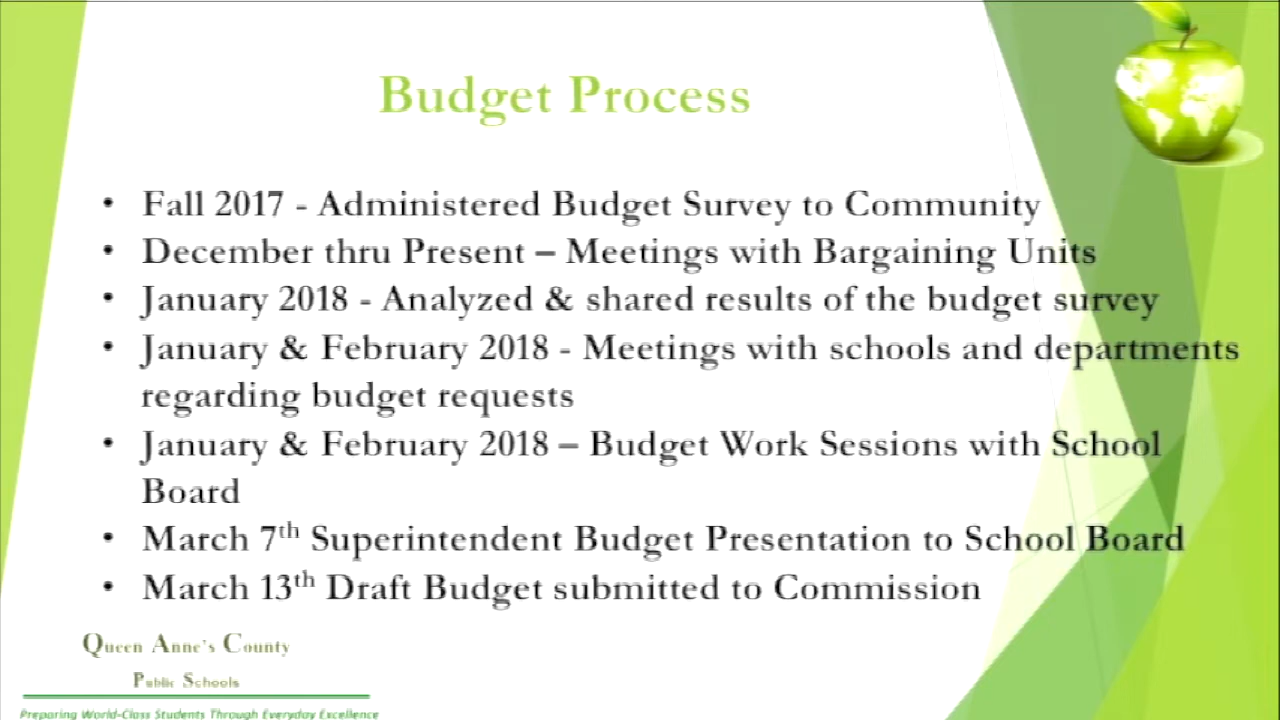 Budget Process
• Fall 2017 - Administered Budget Survey to Community
• December thru Present – Meetings with Bargaining Units
• January 2018 - Analyzed & shared results of the budget survey
• January & February 2018 - Meetings with schools and departments
regarding budget requests
• January & February 2018 – Budget Work Sessions with School
Board
• March 7th Superintendent Budget Presentation to School Board
• March 13th Draft Budget submitted to Commission
Queen Anne's County
Public Schools
Preparing World-Class Students Through Everyday Excellence